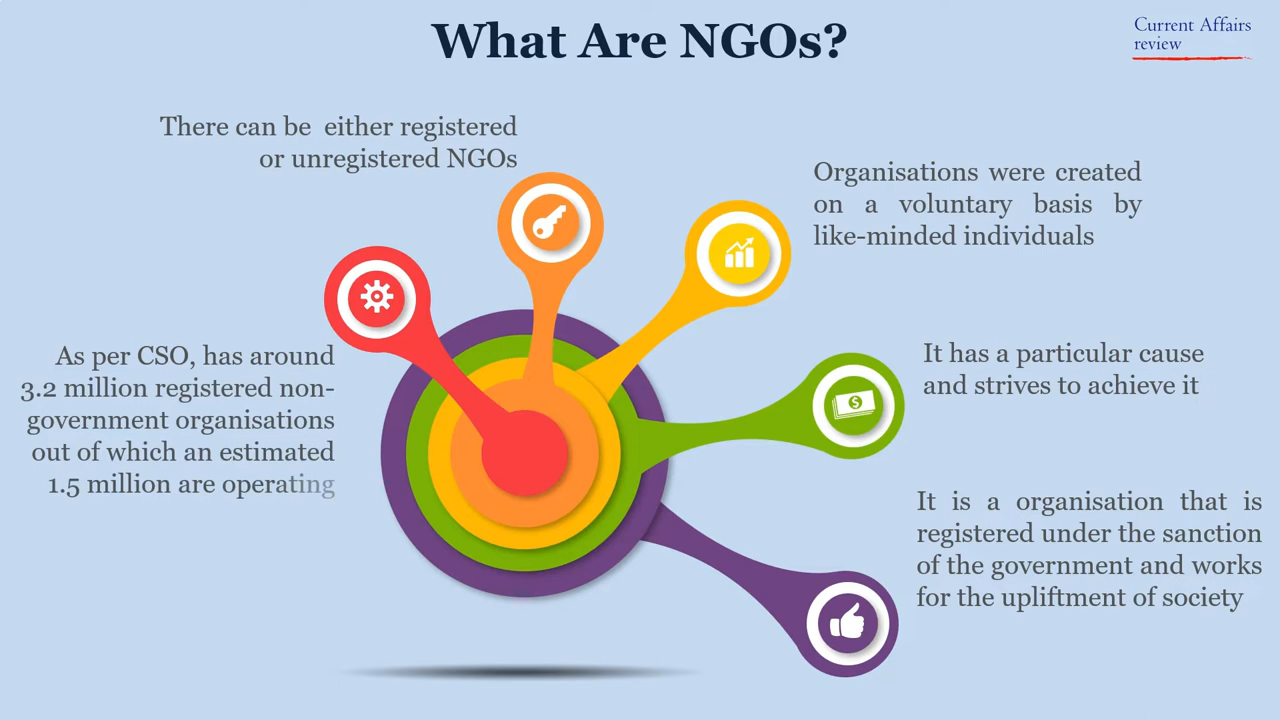 What Are NGOs?
Current Affairs
review
There can be either registered
or unregistered NGOs
Organisations were created
on a voluntary basis by
like-minded individuals
As per CSO, has around
3.2 million registered non-
government organisations
out of which an estimated
1.5 million are operating
It has a particular cause
and strives to achieve it
It is a organisation that is
registered under the sanction
of the government and works
for the upliftment of society
$